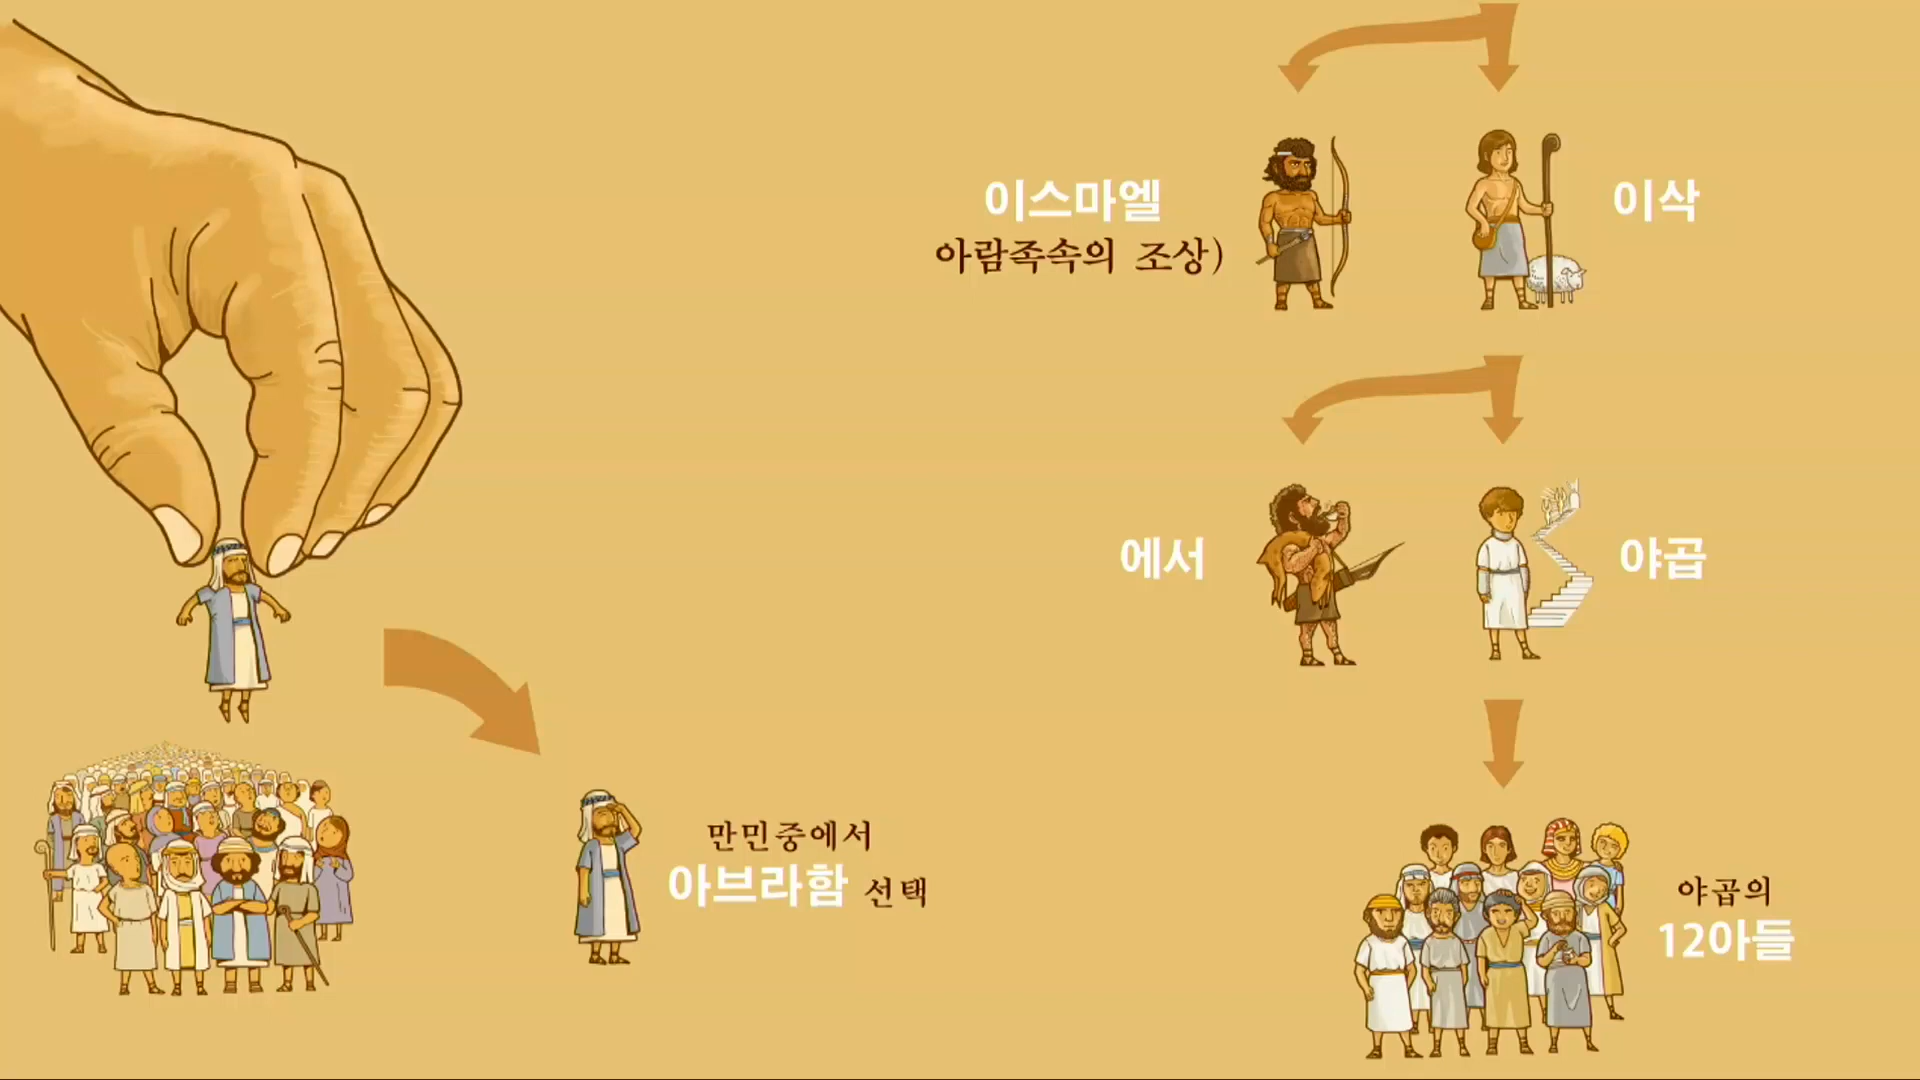 이스마엘
아람족속의 조상)
이삭
에서
야곱
만민중에서
아브라함 선택
야곱의
12아들